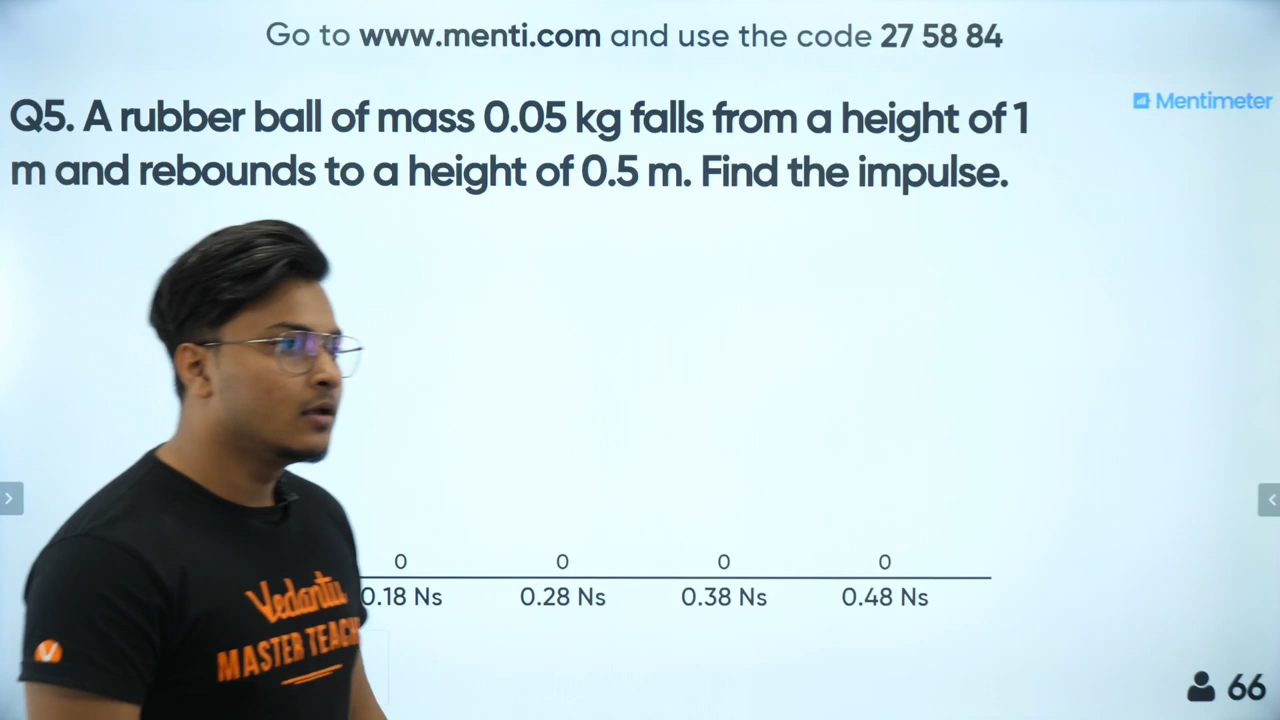 Go to www.menti.com and use the code 27 58 84
Mentimeter
Q5. A rubber ball of mass 0.05 kg falls from a height of 1
m and rebounds to a height of 0.5 m. Find the impulse.
0 0 0 0
0.18 Ns 0.28 Ns 0.38 Ns 0.48 Ns
Vedantu
MASTER TEACH
66